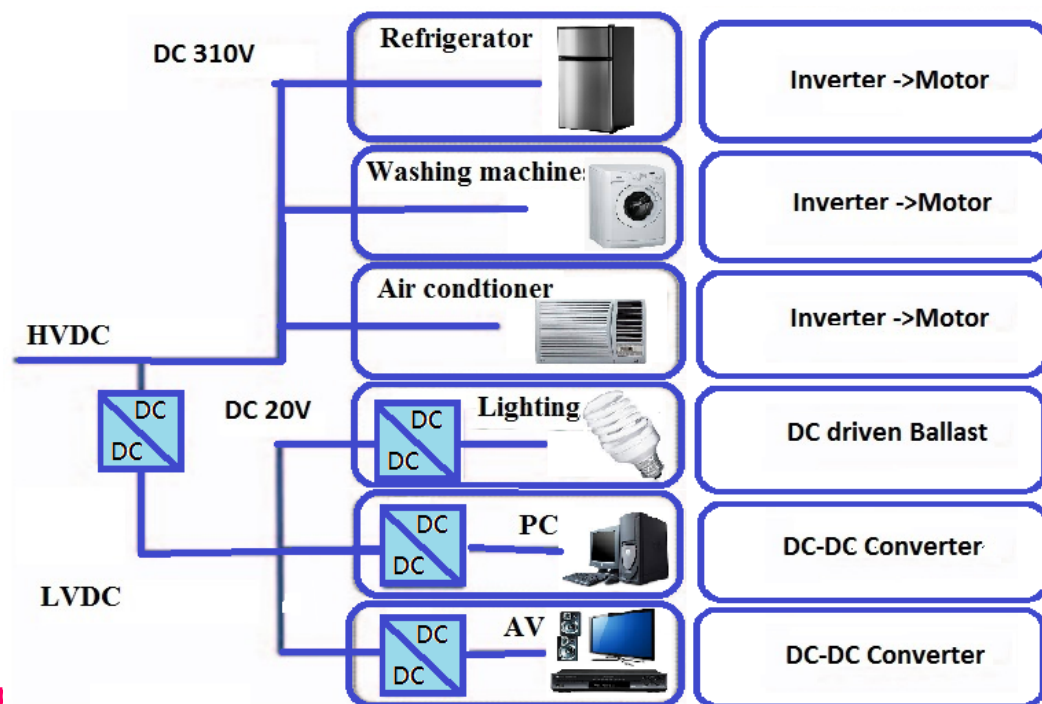 Refrigerator
DC 310V
Inverter ->Motor
Washing machines
Inverter ->Motor
Air condtioner
Inverter ->Motor
HVDC
DC
DC
DC 20V
Lighting
DC
DC
DC driven Ballast
PC
DC
DC
DC-DC Converter
LVDC
AV
DC
DC
DC-DC Converter